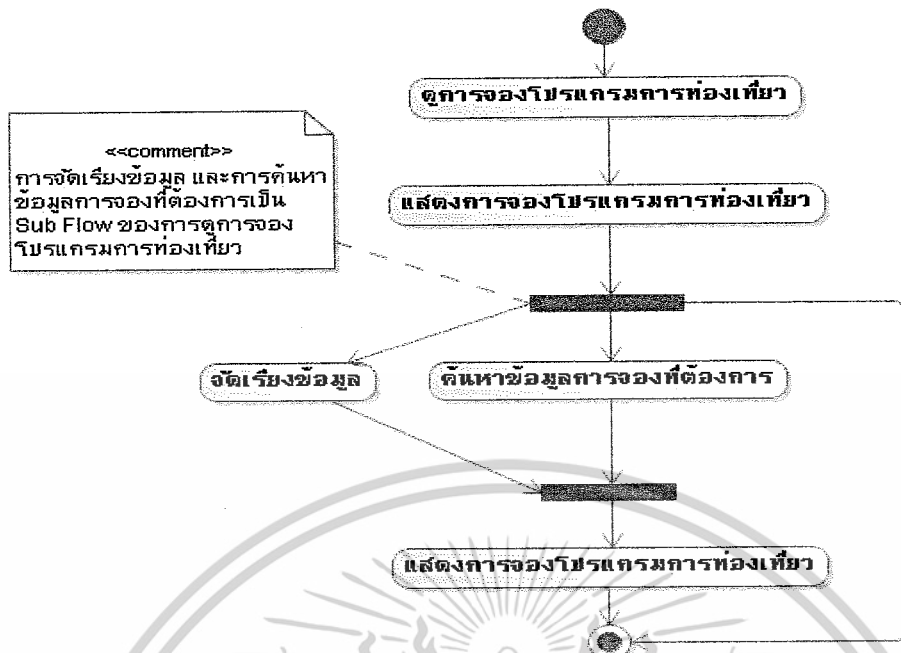 ดูการจองโปรแกรมการท่องเที่ยว
<<comment>>
การจัดเรียงข้อมูล และการค้นหา
ข้อมูลการจองที่ต้องการเป็น
Sub Flow ของการดูการจอง
โปรแกรมการท่องเที่ยว
แสดงการจองโปรแกรมการท่องเที่ยว
จัดเรียงข้อมูล
ค้นหาข้อมูลการจองที่ต้องการ
แสดงการจองโปรแกรมการท่องเที่ยว